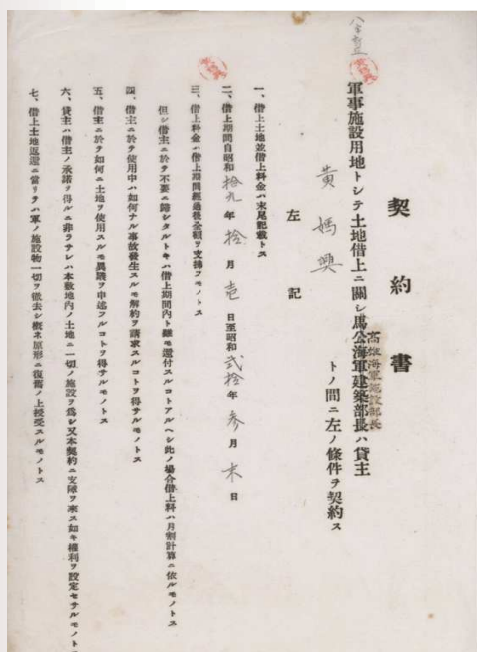 契約書
高雄海軍施設部長
軍事施設用地トシテ土地借上ニ關シ馬公海軍建築部長ハ貸主
黃媽興
トノ間ニ左ノ條件ヲ契約ス
左記
一、借上土地並借上料金ハ末尾記載トス
二、借上期間自昭和拾九年拾月壱日至昭和貳拾年參月末日
三、借上料金ハ借上期間經過後全額ヲ支拂フモノトス
但シ借主ニ於テ不要ニ歸シタルトキハ借上期間内ト雖モ還付スルコトアルヘシ此ノ場合借上料ハ月割計算ニ依ルモノトス
四、借主ニ於テ使用中ハ如何ナル事故發生スルモ解約ヲ請求スルコトヲ得サルモノトス
五、借主ニ於テ如何ニ土地ヲ使用スルモ異議ヲ申述フルコトヲ得サルモノトス
六、貸主ハ借主ノ承諾ヲ得ルニ非ラサレハ本敷地内ノ土地ニ一切ノ施設ヲ爲シ又本契約ニ支障ヲ來ス如キ權利ヲ設定セサルモノトス
七、借上土地返還ニ當リテハ軍ノ施設物一切ヲ撤去シ概ネ原形ニ復舊ノ上授受スルモノトス